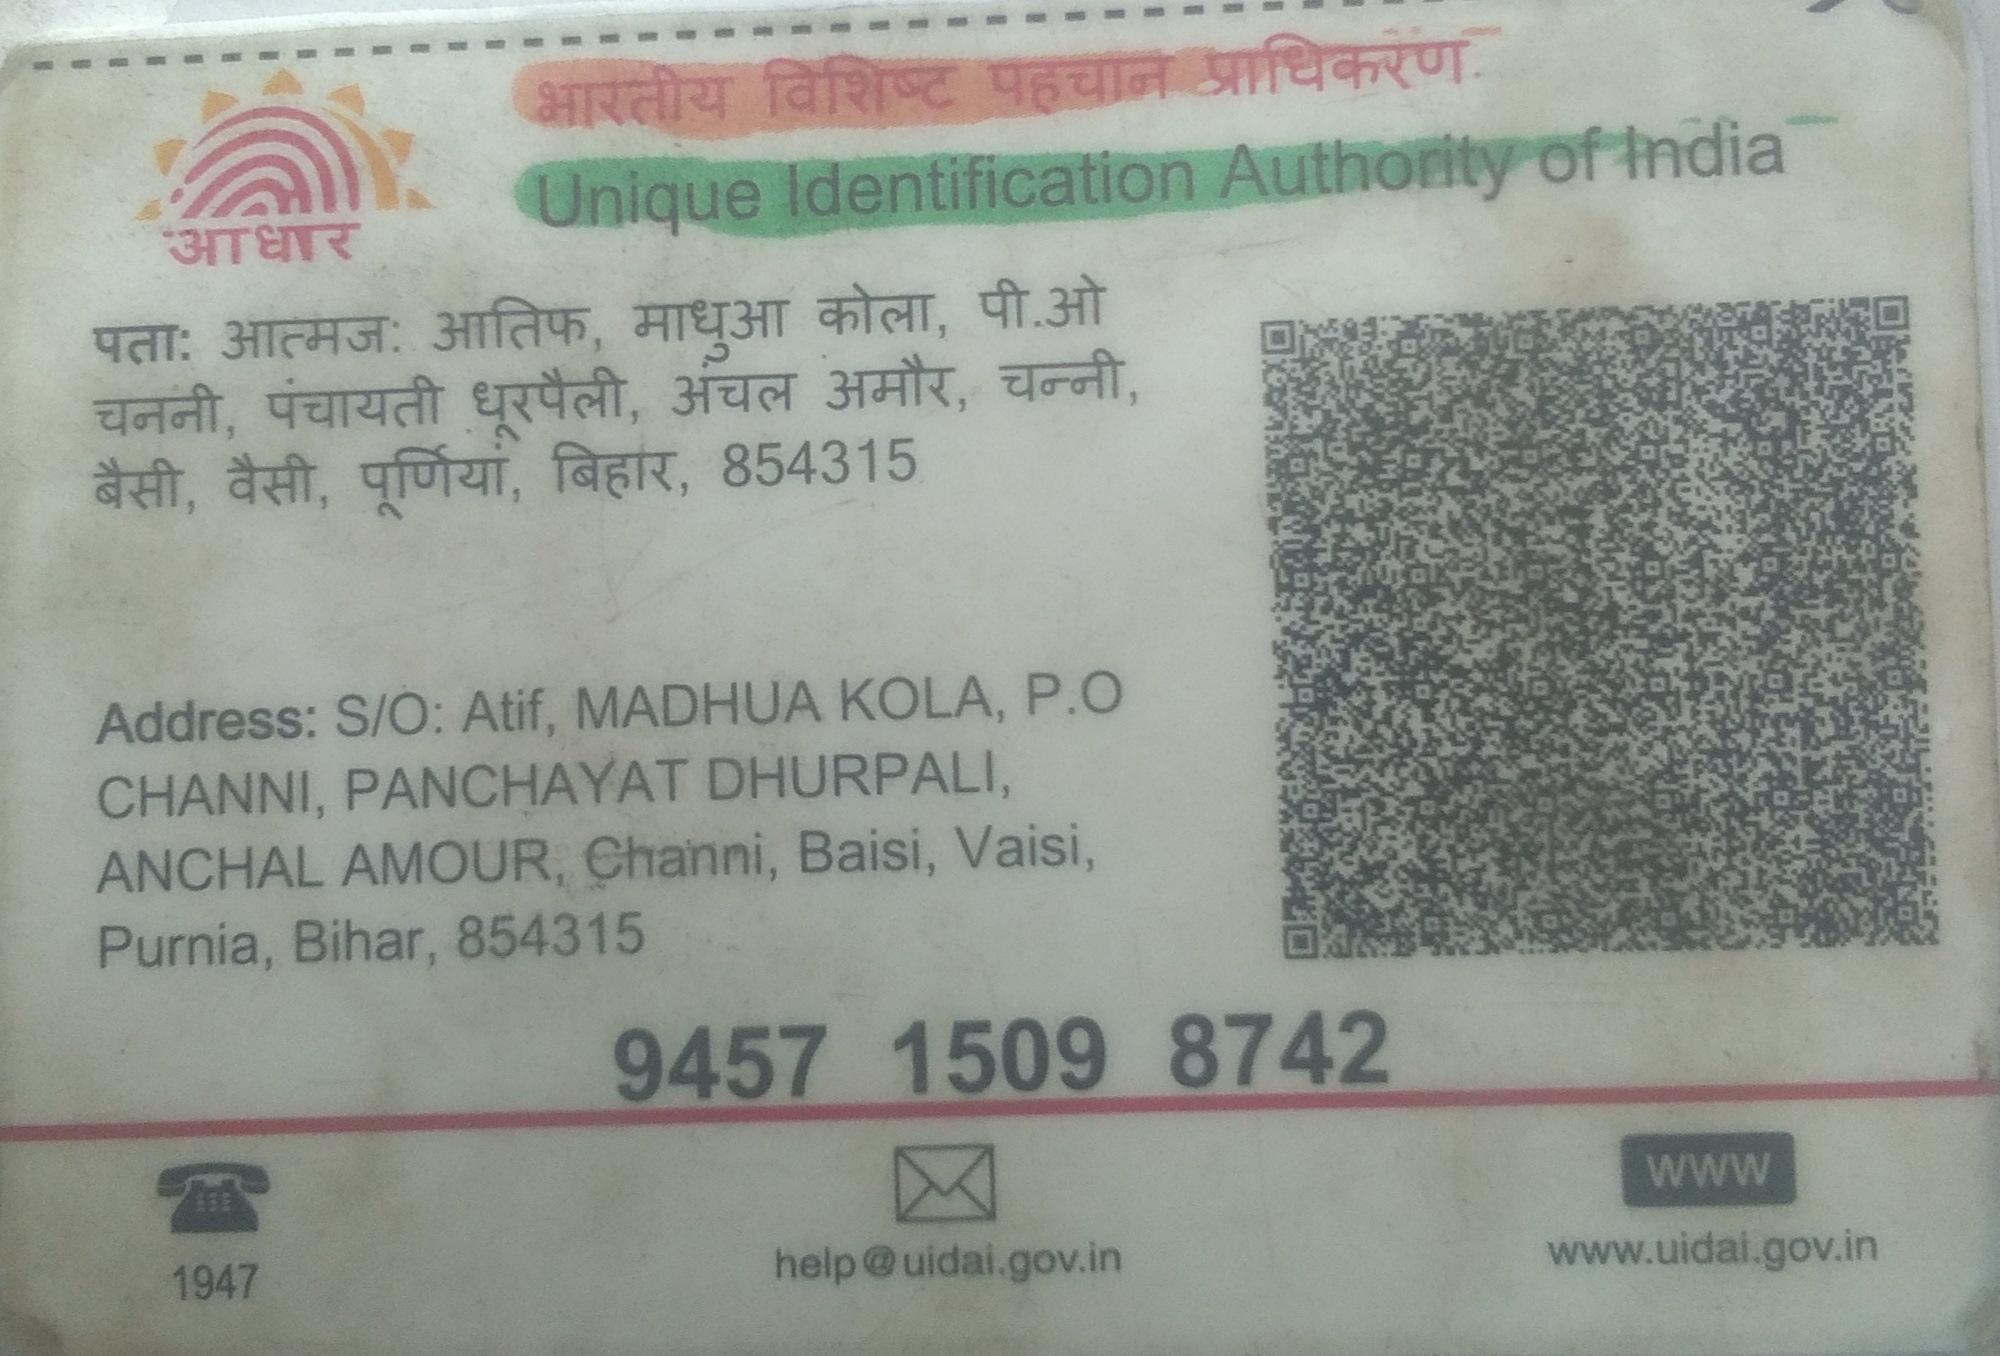 भारतीय विशिष्ट पहचान प्राधिकरण
Unique Identification Authority of India
आधार
पता: आत्मज: आतिफ, माधुआ कोला, पी.ओ
चननी, पंचायती धूरपैली, अंचल अमौर, चन्नी,
बैसी, वैसी, पूर्णियां, बिहार, 854315
Address: S/O: Atif, MADHUA KOLA, P.O
CHANNI, PANCHAYAT DHURPALI,
ANCHAL AMOUR, Channi, Baisi, Vaisi,
Purnia, Bihar, 854315
9457 1509 8742
WWW
1947
help@uidai.gov.in
www.uidai.gov.in